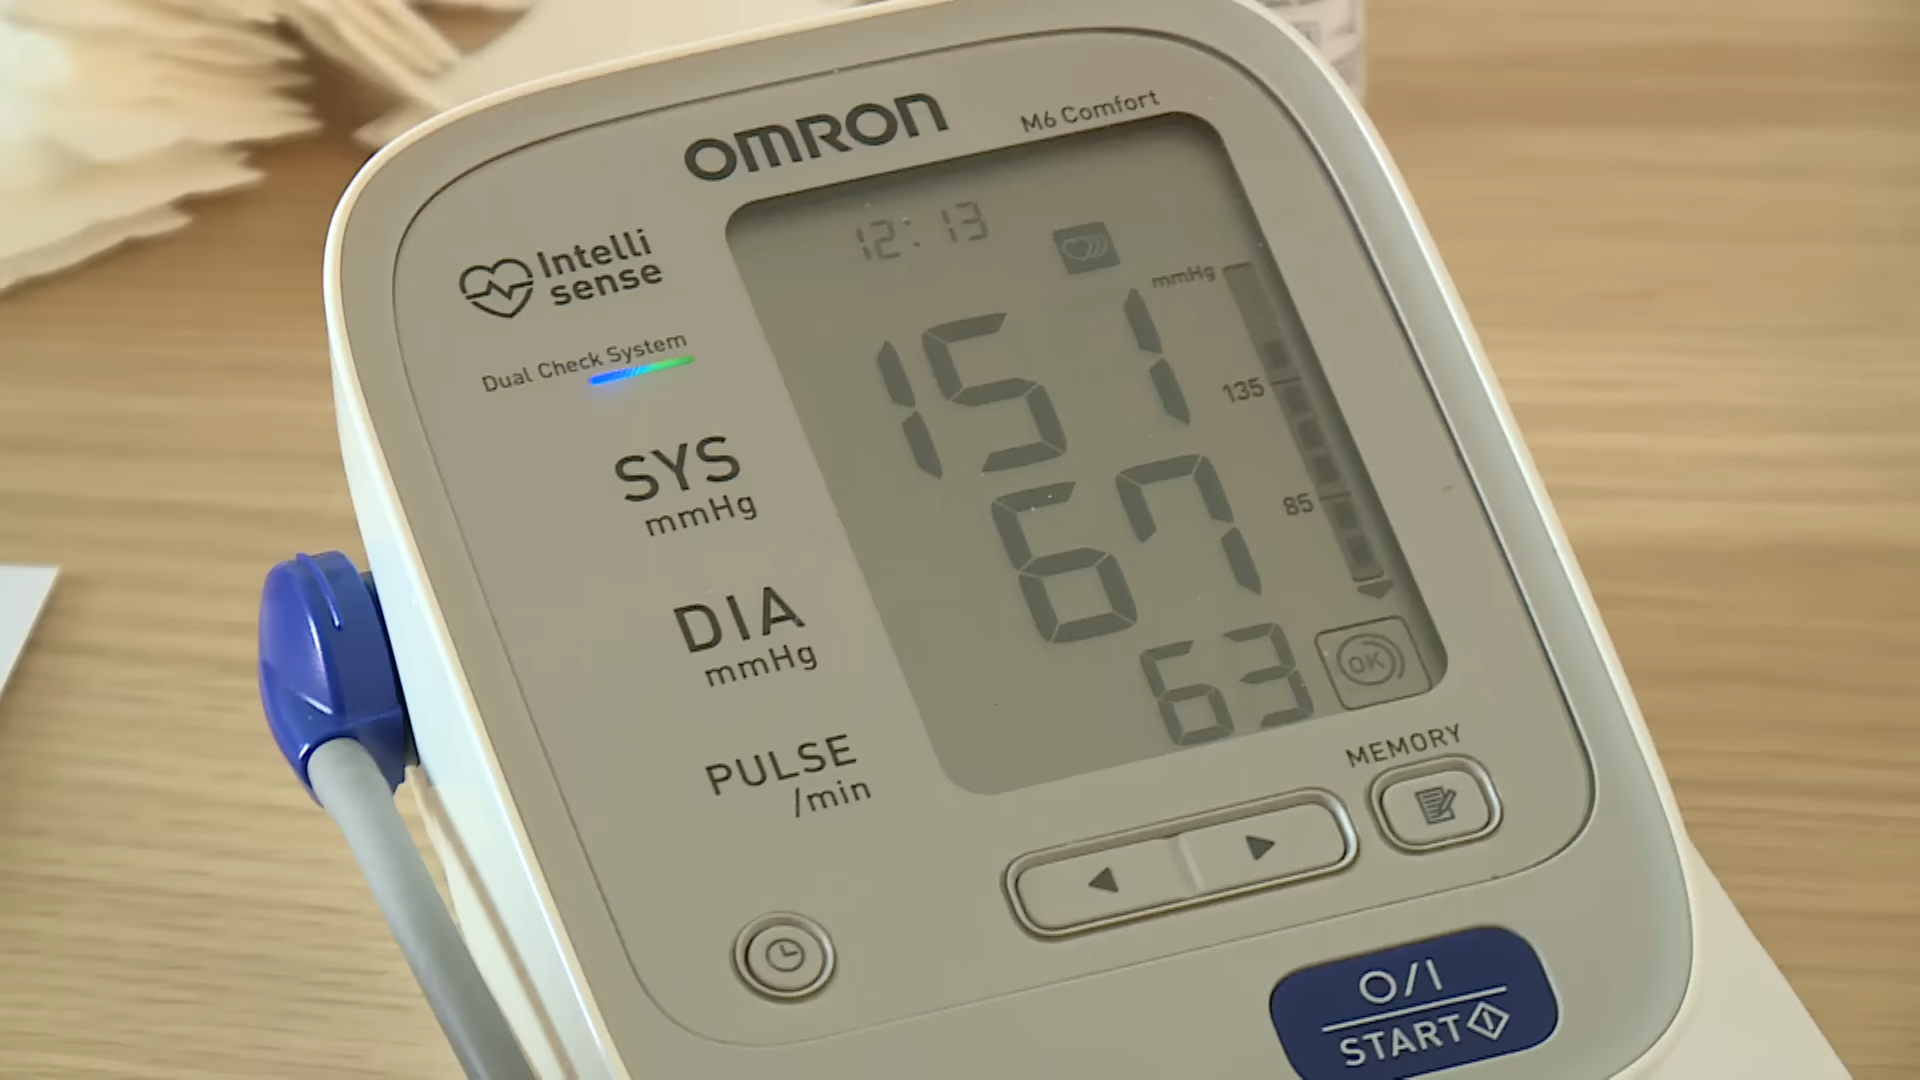 OMRON
M6 Comfort
Intelli
sense
Dual Check System
12:13
mmHg
SYS
mmHg
151
135
85
DIA
mmHg
67
PULSE
/min
63
OK
MEMORY
O/I
START